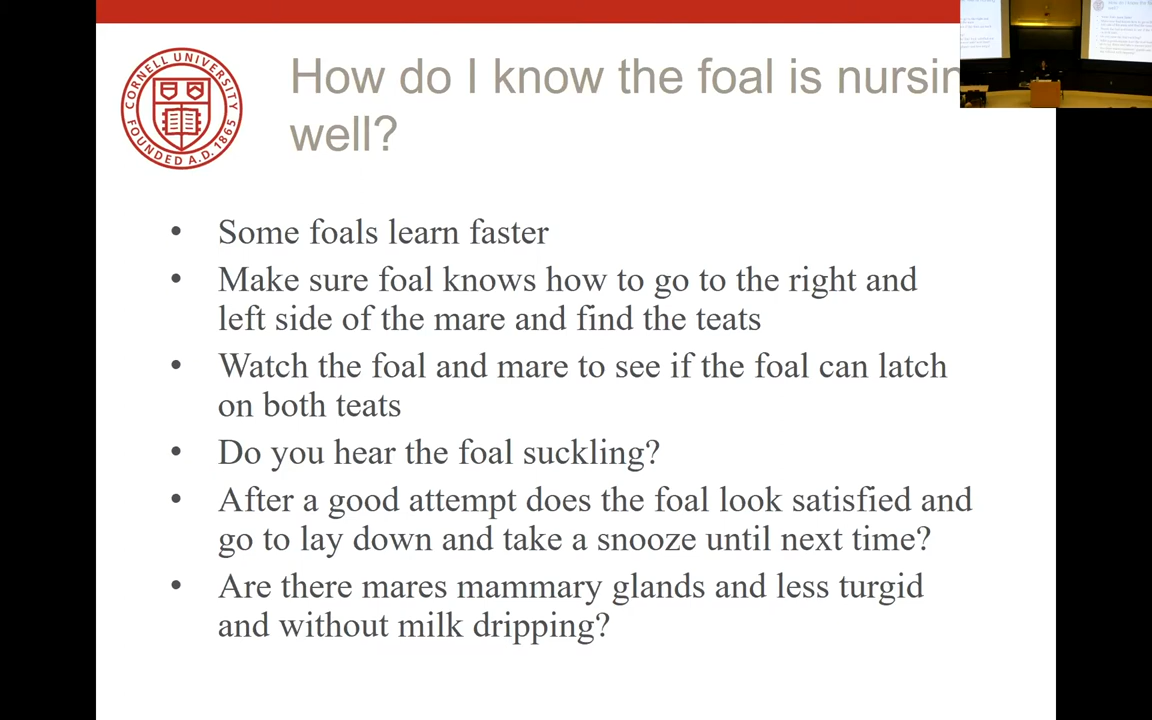 CORNELL UNIVERSITY
FOUNDED A.D. 1865
How do I know the foal is nursin
well?
• Some foals learn faster
• Make sure foal knows how to go to the right and
left side of the mare and find the teats
• Watch the foal and mare to see if the foal can latch
on both teats
• Do you hear the foal suckling?
• After a good attempt does the foal look satisfied and
go to lay down and take a snooze until next time?
• Are there mares mammary glands and less turgid
and without milk dripping?